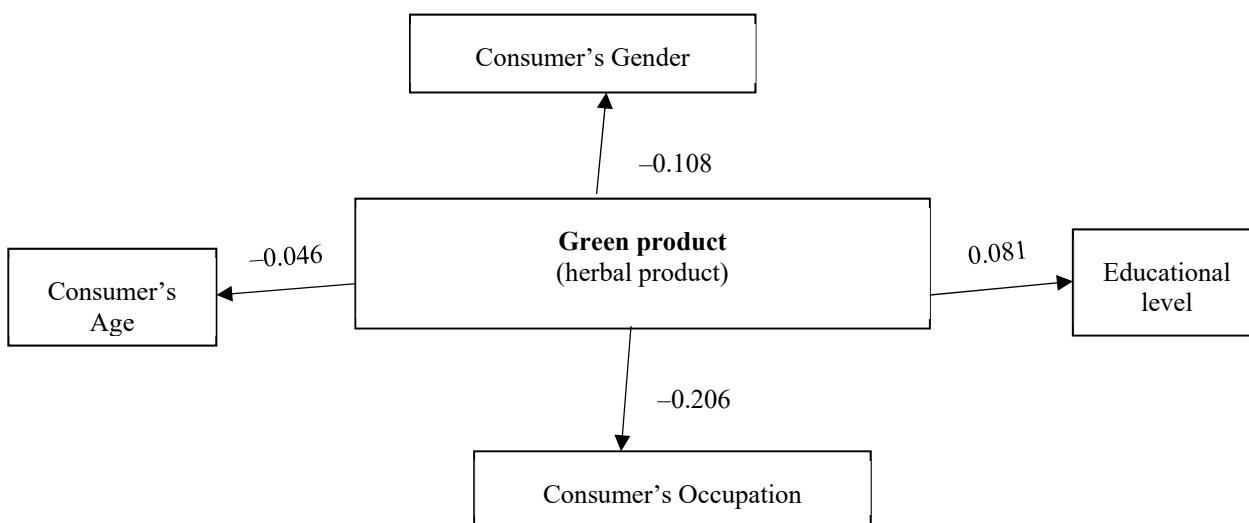 Consumer’s Gender
–0.108
Green product
(herbal product)
–0.046
0.081
Consumer’s
Age
Educational
level
–0.206
Consumer’s Occupation